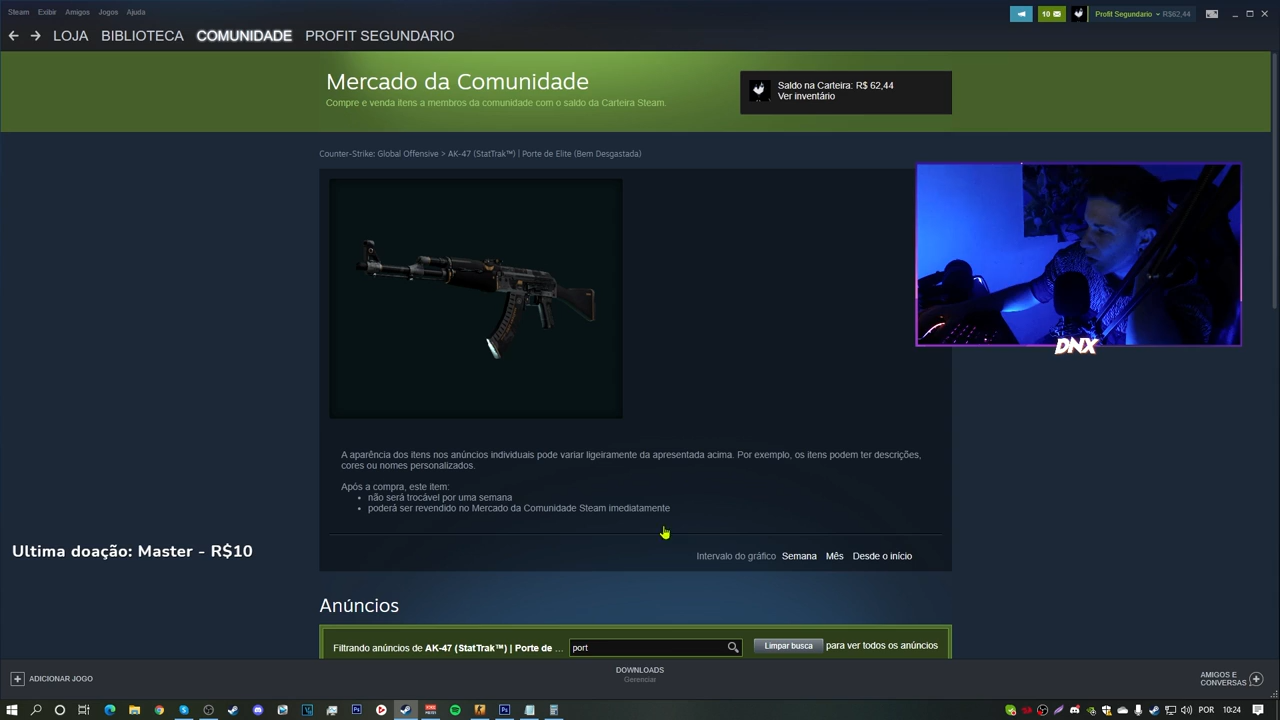 Steam Exibir Amigos Jogos Ajuda
10
Profit Segundario R$62,44
LOJA BIBLIOTECA COMUNIDADE PROFIT SEGUNDARIO
Mercado da Comunidade
Compre e venda itens a membros da comunidade com o saldo da Carteira Steam.
Saldo na Carteira: R$ 62,44
Ver inventário
Counter-Strike: Global Offensive > AK-47 (StatTrak™) | Porte de Elite (Bem Desgastada)
DNX
A aparência dos itens nos anúncios individuais pode variar ligeiramente da apresentada acima. Por exemplo, os itens podem ter descrições,
cores ou nomes personalizados.
Após a compra, este item:
• não será trocável por uma semana
• poderá ser revendido no Mercado da Comunidade Steam imediatamente
Ultima doação: Master - R$10
Intervalo do gráfico Semana Mês Desde o início
Anúncios
Filtrando anúncios de AK-47 (StatTrak™) | Porte de ... port Limpar busca para ver todos os anúncios
ADICIONAR JOGO
DOWNLOADS
Gerenciar
AMIGOS E
CONVERSAS
POR 10:24